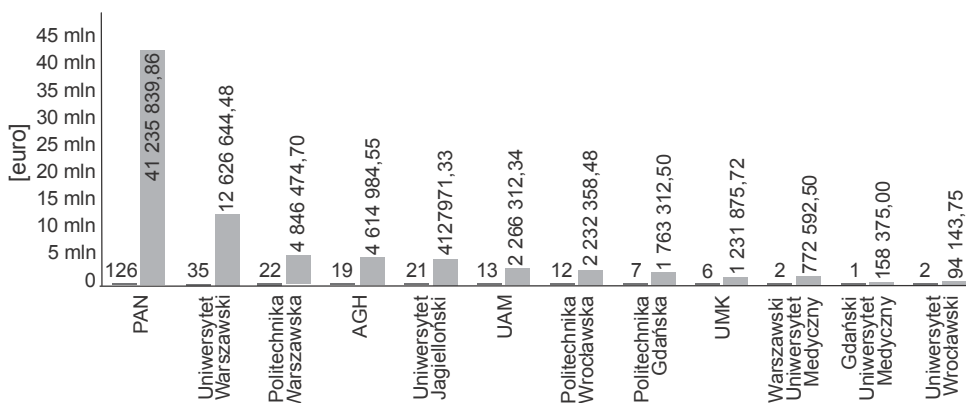 45 mln
40 mln
35 mln
30 mln
25 mln
20 mln
15 mln
10 mln
5 mln
0
[euro]
126
41 235 839,86
35
12 626 644,48
22
4 846 474,70
19
4 614 984,55
21
4127971,33
13
2 266 312,34
12
2 232 358,48
7
1 763 312,50
6
1 231 875,72
2
772 592,50
1
158 375,00
2
94 143,75
PAN
Uniwersytet
Warszawski
Politechnika
Warszawska
AGH
Uniwersytet
Jagielloński
UAM
Politechnika
Wrocławska
Politechnika
Gdańska
UMK
Warszawski
Uniwersytet
Medyczny
Gdański
Uniwersytet
Medyczny
Uniwersytet
Wrocławski